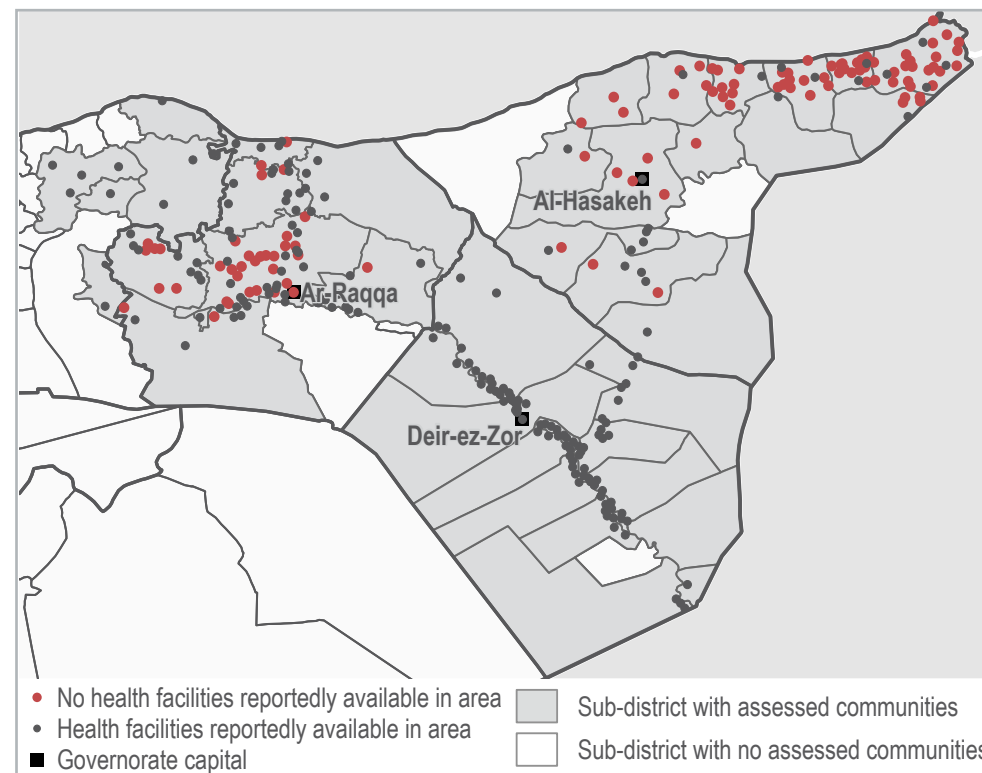 Al-Hasakeh
Ar-Raqqa
Deir-ez-Zor
No health facilities reportedly available in area
Health facilities reportedly available in area
Governorate capital
Sub-district with assessed communities
Sub-district with no assessed communities